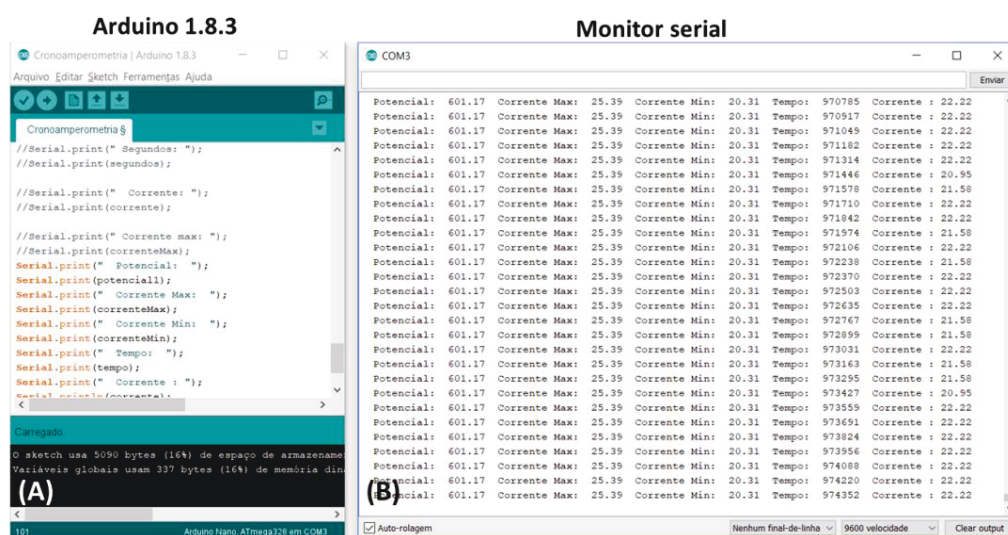 Arduino 1.8.3
Monitor serial
Cronoamperometria | Arduino 1.8.3
Arquivo Editar Sketch Ferramentas Ajuda
Cronoamperometria §
//Serial.print(" Segundos: ");
//Serial.print(segundos);
//Serial.print("  Corrente: ");
//Serial.print(corrente);
//Serial.print(" Corrente max: ");
//Serial.print(correnteMax);
Serial.print("  Potencial:  ");
Serial.print(potencial1);
Serial.print("  Corrente Max:  ");
Serial.print(correnteMax);
Serial.print("  Corrente Min:  ");
Serial.print(correnteMin);
Serial.print("  Tempo:  ");
Serial.print(tempo);
Serial.print("  Corrente : ");
Serial.println(corrente);
Carregado.
O sketch usa 5090 bytes (16%) de espaço de armazename
Variáveis globais usam 337 bytes (16%) de memória din
(A)
101
Arduino Nano, ATmega328 em COM3
COM3
Enviar
Potencial:  601.17  Corrente Max:  25.39  Corrente Min:  20.31  Tempo:  970785  Corrente : 22.22
Potencial:  601.17  Corrente Max:  25.39  Corrente Min:  20.31  Tempo:  970917  Corrente : 22.22
Potencial:  601.17  Corrente Max:  25.39  Corrente Min:  20.31  Tempo:  971049  Corrente : 22.22
Potencial:  601.17  Corrente Max:  25.39  Corrente Min:  20.31  Tempo:  971182  Corrente : 22.22
Potencial:  601.17  Corrente Max:  25.39  Corrente Min:  20.31  Tempo:  971314  Corrente : 22.22
Potencial:  601.17  Corrente Max:  25.39  Corrente Min:  20.31  Tempo:  971446  Corrente : 20.95
Potencial:  601.17  Corrente Max:  25.39  Corrente Min:  20.31  Tempo:  971578  Corrente : 21.58
Potencial:  601.17  Corrente Max:  25.39  Corrente Min:  20.31  Tempo:  971710  Corrente : 22.22
Potencial:  601.17  Corrente Max:  25.39  Corrente Min:  20.31  Tempo:  971842  Corrente : 22.22
Potencial:  601.17  Corrente Max:  25.39  Corrente Min:  20.31  Tempo:  971974  Corrente : 21.58
Potencial:  601.17  Corrente Max:  25.39  Corrente Min:  20.31  Tempo:  972106  Corrente : 22.22
Potencial:  601.17  Corrente Max:  25.39  Corrente Min:  20.31  Tempo:  972238  Corrente : 21.58
Potencial:  601.17  Corrente Max:  25.39  Corrente Min:  20.31  Tempo:  972370  Corrente : 22.22
Potencial:  601.17  Corrente Max:  25.39  Corrente Min:  20.31  Tempo:  972503  Corrente : 22.22
Potencial:  601.17  Corrente Max:  25.39  Corrente Min:  20.31  Tempo:  972635  Corrente : 22.22
Potencial:  601.17  Corrente Max:  25.39  Corrente Min:  20.31  Tempo:  972767  Corrente : 21.58
Potencial:  601.17  Corrente Max:  25.39  Corrente Min:  20.31  Tempo:  972899  Corrente : 21.58
Potencial:  601.17  Corrente Max:  25.39  Corrente Min:  20.31  Tempo:  973031  Corrente : 22.22
Potencial:  601.17  Corrente Max:  25.39  Corrente Min:  20.31  Tempo:  973163  Corrente : 21.58
Potencial:  601.17  Corrente Max:  25.39  Corrente Min:  20.31  Tempo:  973295  Corrente : 21.58
Potencial:  601.17  Corrente Max:  25.39  Corrente Min:  20.31  Tempo:  973427  Corrente : 20.95
Potencial:  601.17  Corrente Max:  25.39  Corrente Min:  20.31  Tempo:  973559  Corrente : 22.22
Potencial:  601.17  Corrente Max:  25.39  Corrente Min:  20.31  Tempo:  973691  Corrente : 22.22
Potencial:  601.17  Corrente Max:  25.39  Corrente Min:  20.31  Tempo:  973824  Corrente : 22.22
Potencial:  601.17  Corrente Max:  25.39  Corrente Min:  20.31  Tempo:  973956  Corrente : 22.22
Potencial:  601.17  Corrente Max:  25.39  Corrente Min:  20.31  Tempo:  974088  Corrente : 22.22
Potencial:  601.17  Corrente Max:  25.39  Corrente Min:  20.31  Tempo:  974220  Corrente : 22.22
Potencial:  601.17  Corrente Max:  25.39  Corrente Min:  20.31  Tempo:  974352  Corrente : 22.22
(B)
Auto-rolagem
Nenhum final-de-linha
9600 velocidade
Clear output